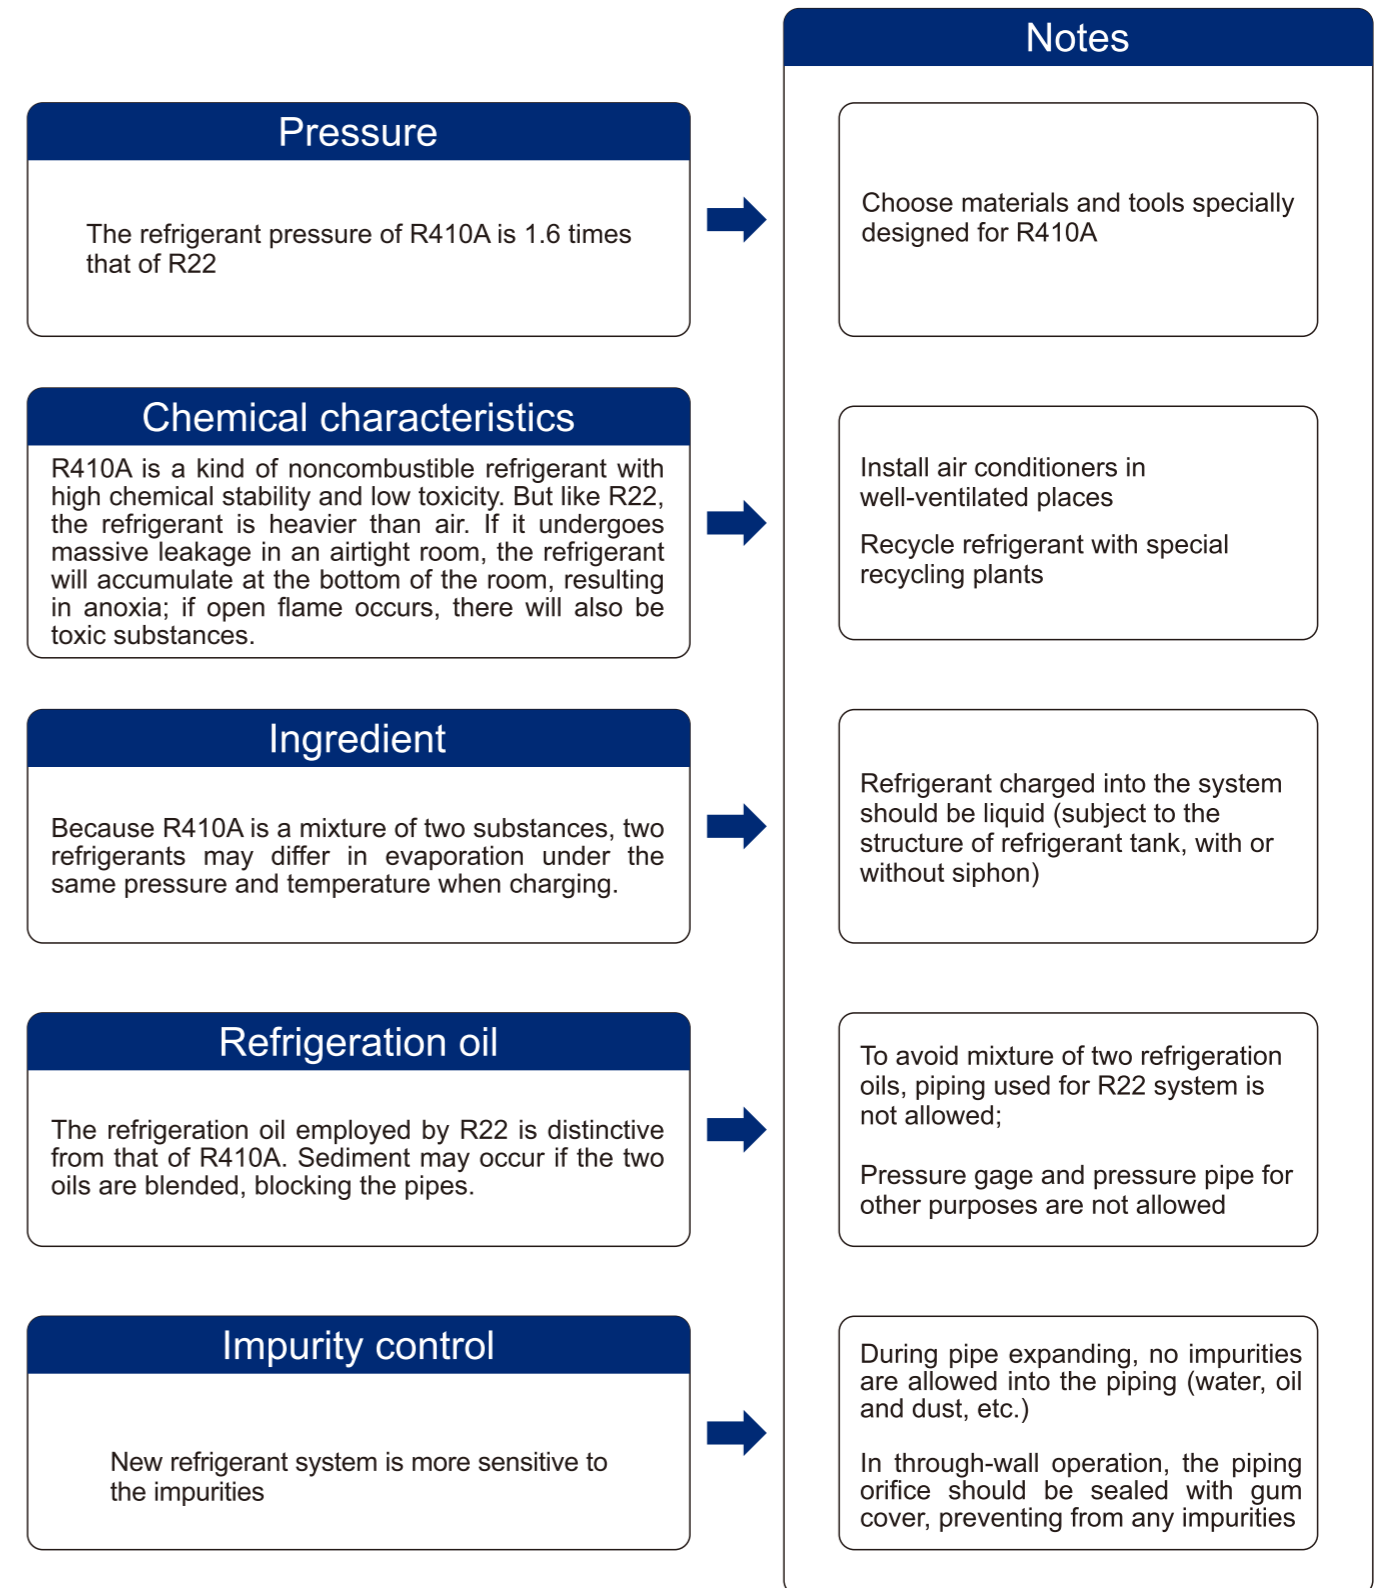 Notes
Pressure
The refrigerant pressure of R410A is 1.6 times
that of R22
Choose materials and tools specially
designed for R410A
Chemical characteristics
R410A is a kind of noncombustible refrigerant with
high chemical stability and low toxicity. But like R22,
the refrigerant is heavier than air. If it undergoes
massive leakage in an airtight room, the refrigerant
will accumulate at the bottom of the room, resulting
in anoxia; if open flame occurs, there will also be
toxic substances.
Install air conditioners in
well-ventilated places
Recycle refrigerant with special
recycling plants
Ingredient
Because R410A is a mixture of two substances, two
refrigerants may differ in evaporation under the
same pressure and temperature when charging.
Refrigerant charged into the system
should be liquid (subject to the
structure of refrigerant tank, with or
without siphon)
Refrigeration oil
The refrigeration oil employed by R22 is distinctive
from that of R410A. Sediment may occur if the two
oils are blended, blocking the pipes.
To avoid mixture of two refrigeration
oils, piping used for R22 system is
not allowed;
Pressure gage and pressure pipe for
other purposes are not allowed
Impurity control
New refrigerant system is more sensitive to
the impurities
During pipe expanding, no impurities
are allowed into the piping (water, oil
and dust, etc.)
In through-wall operation, the piping
orifice should be sealed with gum
cover, preventing from any impurities